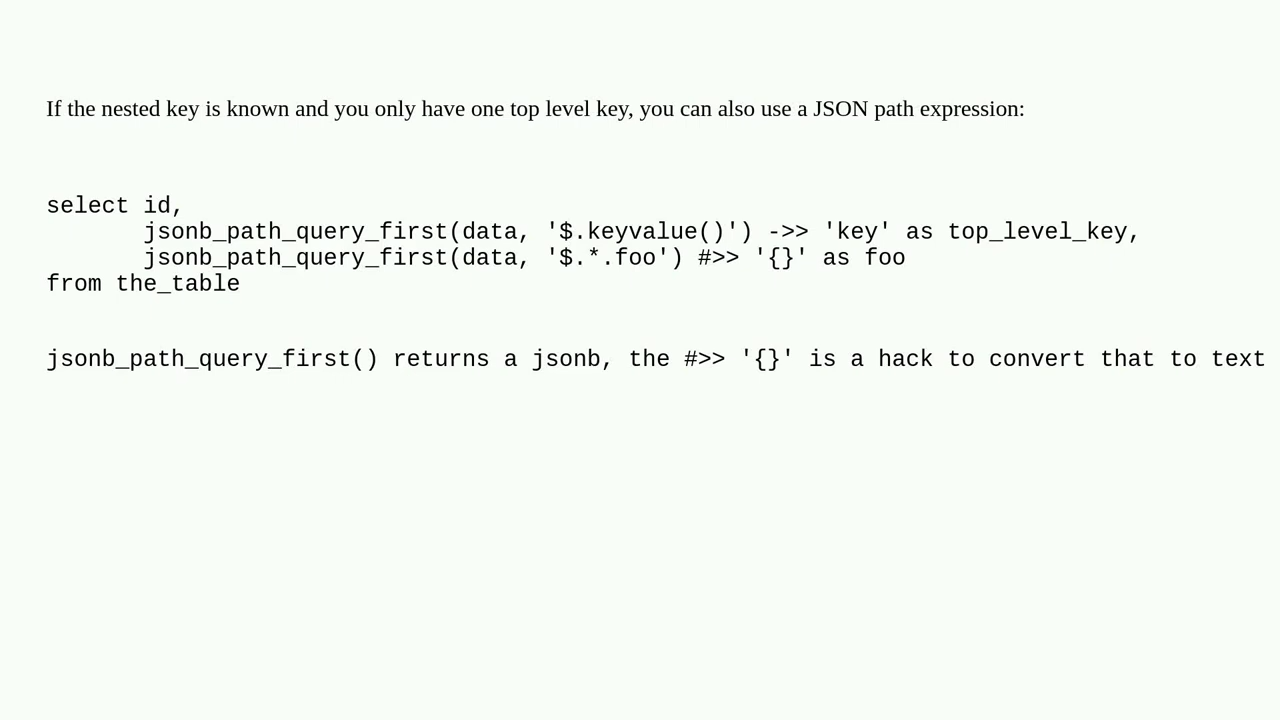 If the nested key is known and you only have one top level key, you can also use a JSON path expression:
select id,
       jsonb_path_query_first(data, '$.keyvalue()') ->> 'key' as top_level_key,
       jsonb_path_query_first(data, '$.*.foo') #>> '{}' as foo
from the_table
jsonb_path_query_first() returns a jsonb, the #>> '{}' is a hack to convert that to text